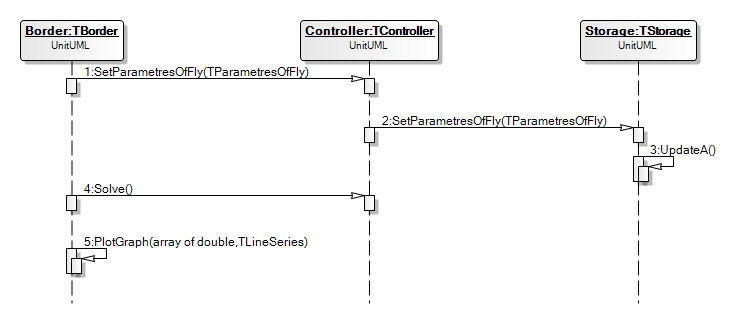 Border:TBorder
UnitUML
Controller:TController
UnitUML
Storage:TStorage
UnitUML
1:SetParametresOfFly(TParametresOfFly)
2:SetParametresOfFly(TParametresOfFly)
3:UpdateA()
4:Solve()
5:PlotGraph(array of double,TLineSeries)